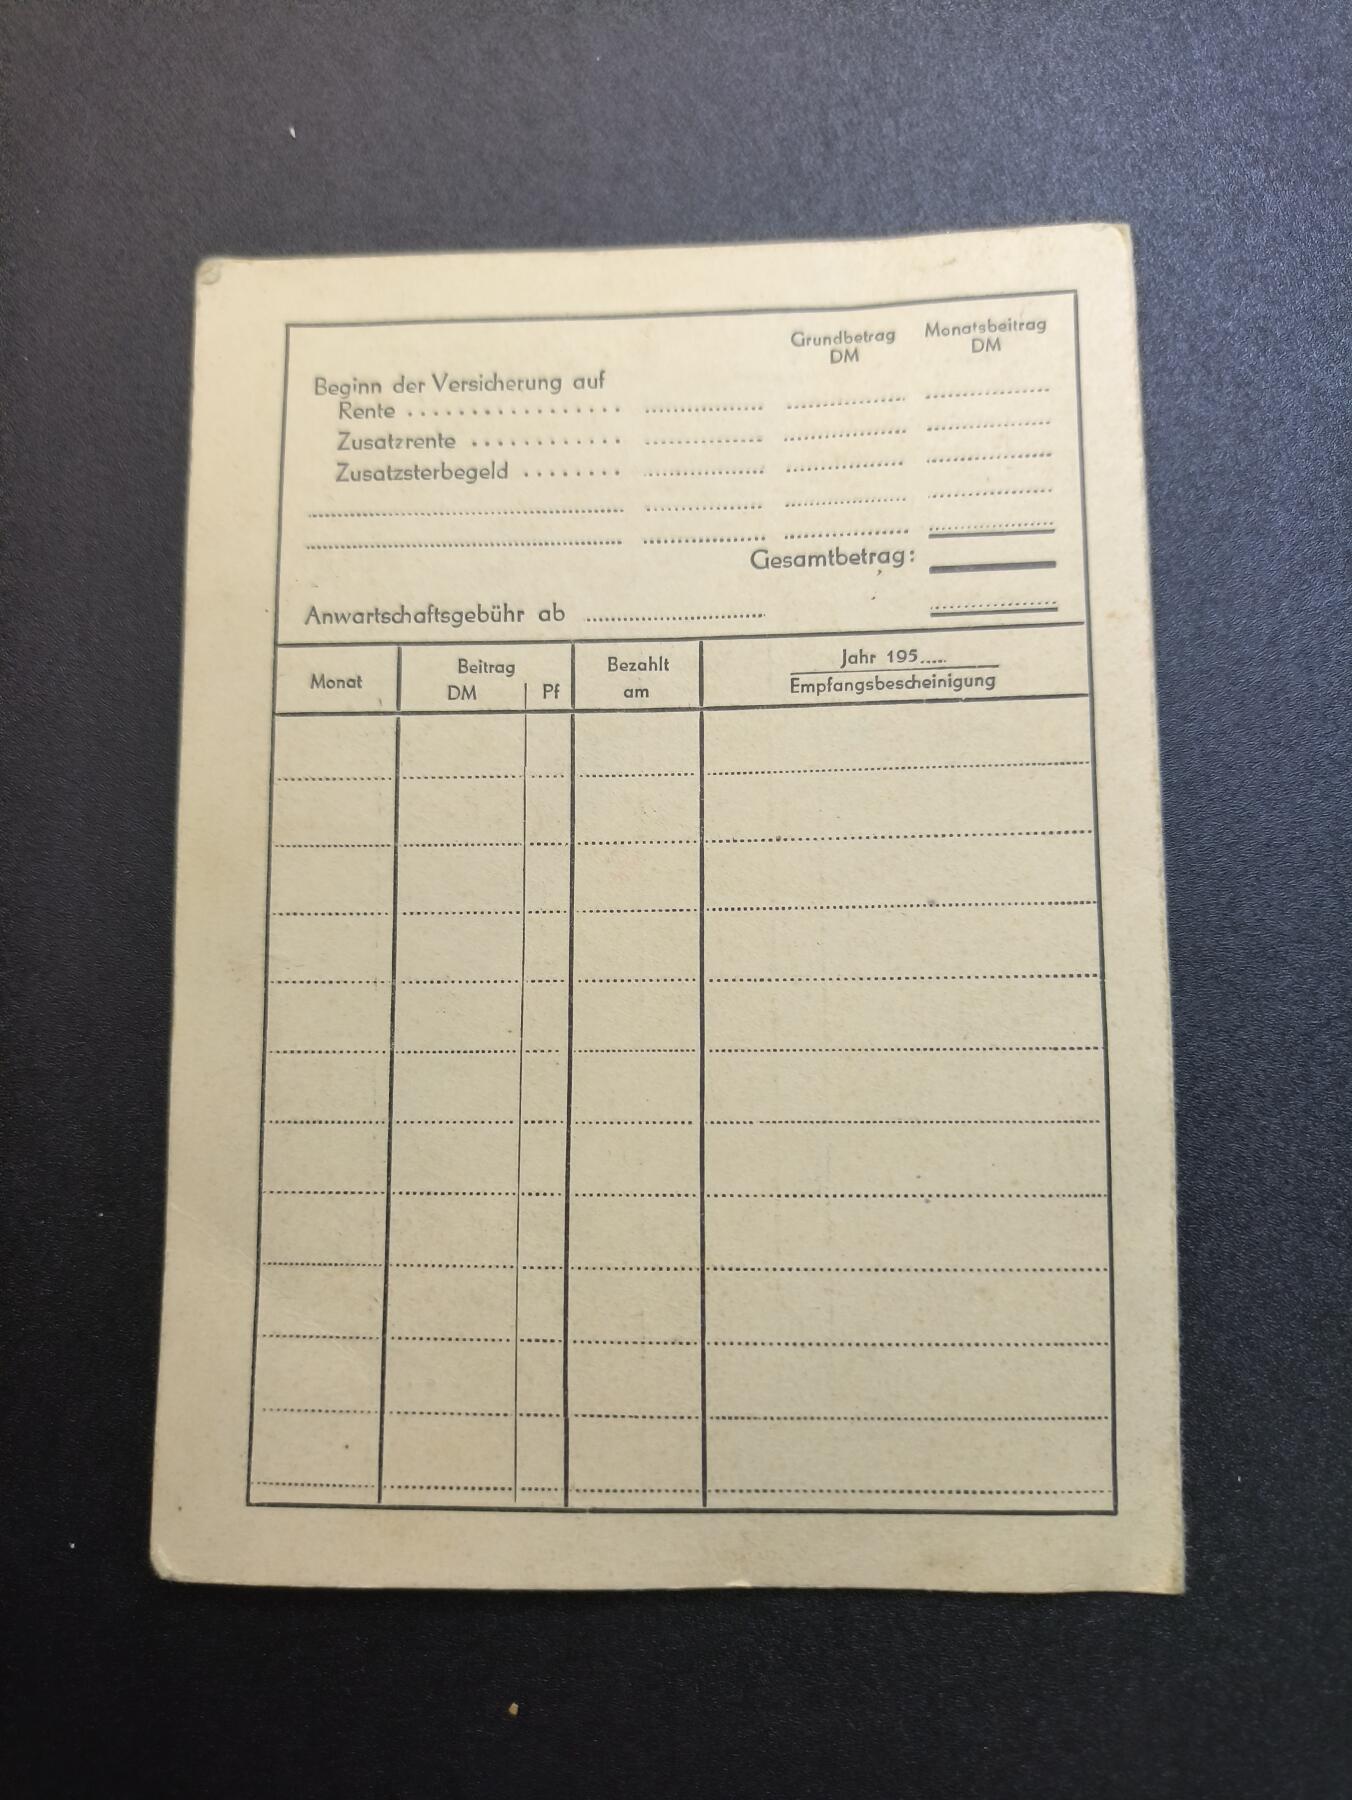 Grundbetrag Monatsbeitrag
DM DM
Beginn der Versicherung auf
Rente
Zusatzrente
Zusatzsterbegeld
Gesamtbetrag:
Anwartschaftsgebühr ab
Monat Beitrag Bezahlt Jahr 195.....
DM Pf am Empfangsbescheinigung